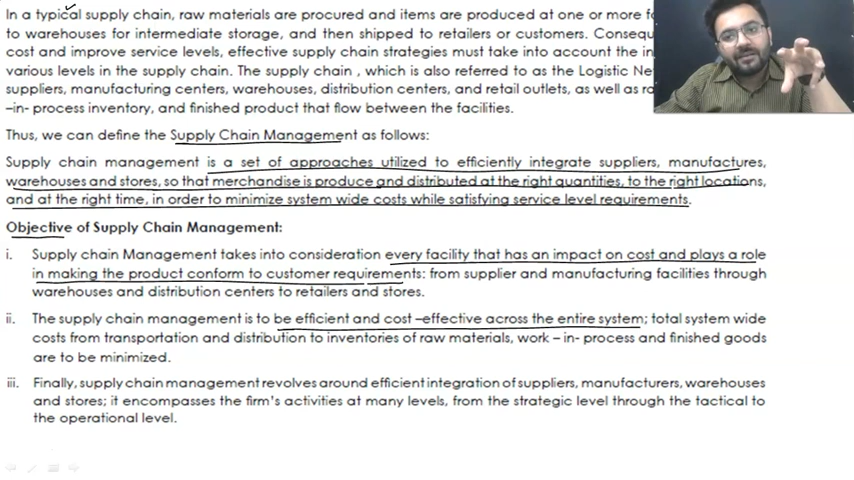 In a typical supply chain, raw materials are procured and items are produced at one or more
to warehouses for intermediate storage, and then shipped to retailers or customers.
cost and improve service levels, effective supply chain strategies must take into account the
various levels in the supply chain. The supply chain , which is also referred to as the Logistic
suppliers, manufacturing centers, warehouses, distribution centers, and retail outlets, as well as
–in- process inventory, and finished product that flow between the facilities.
Thus, we can define the Supply Chain Management as follows:
Supply chain management is a set of approaches utilized to efficiently integrate suppliers, manufactures,
warehouses and stores, so that merchandise is produce and distributed at the right quantities, to the right locations,
and at the right time, in order to minimize system wide costs while satisfying service level requirements.
Objective of Supply Chain Management:
i. Supply chain Management takes into consideration every facility that has an impact on cost and plays a role
in making the product conform to customer requirements: from supplier and manufacturing facilities through
warehouses and distribution centers to retailers and stores.
ii. The supply chain management is to be efficient and cost –effective across the entire system; total system wide
costs from transportation and distribution to inventories of raw materials, work – in- process and finished goods
are to be minimized.
iii. Finally, supply chain management revolves around efficient integration of suppliers, manufacturers, warehouses
and stores; it encompasses the firm's activities at many levels, from the strategic level through the tactical to
the operational level.